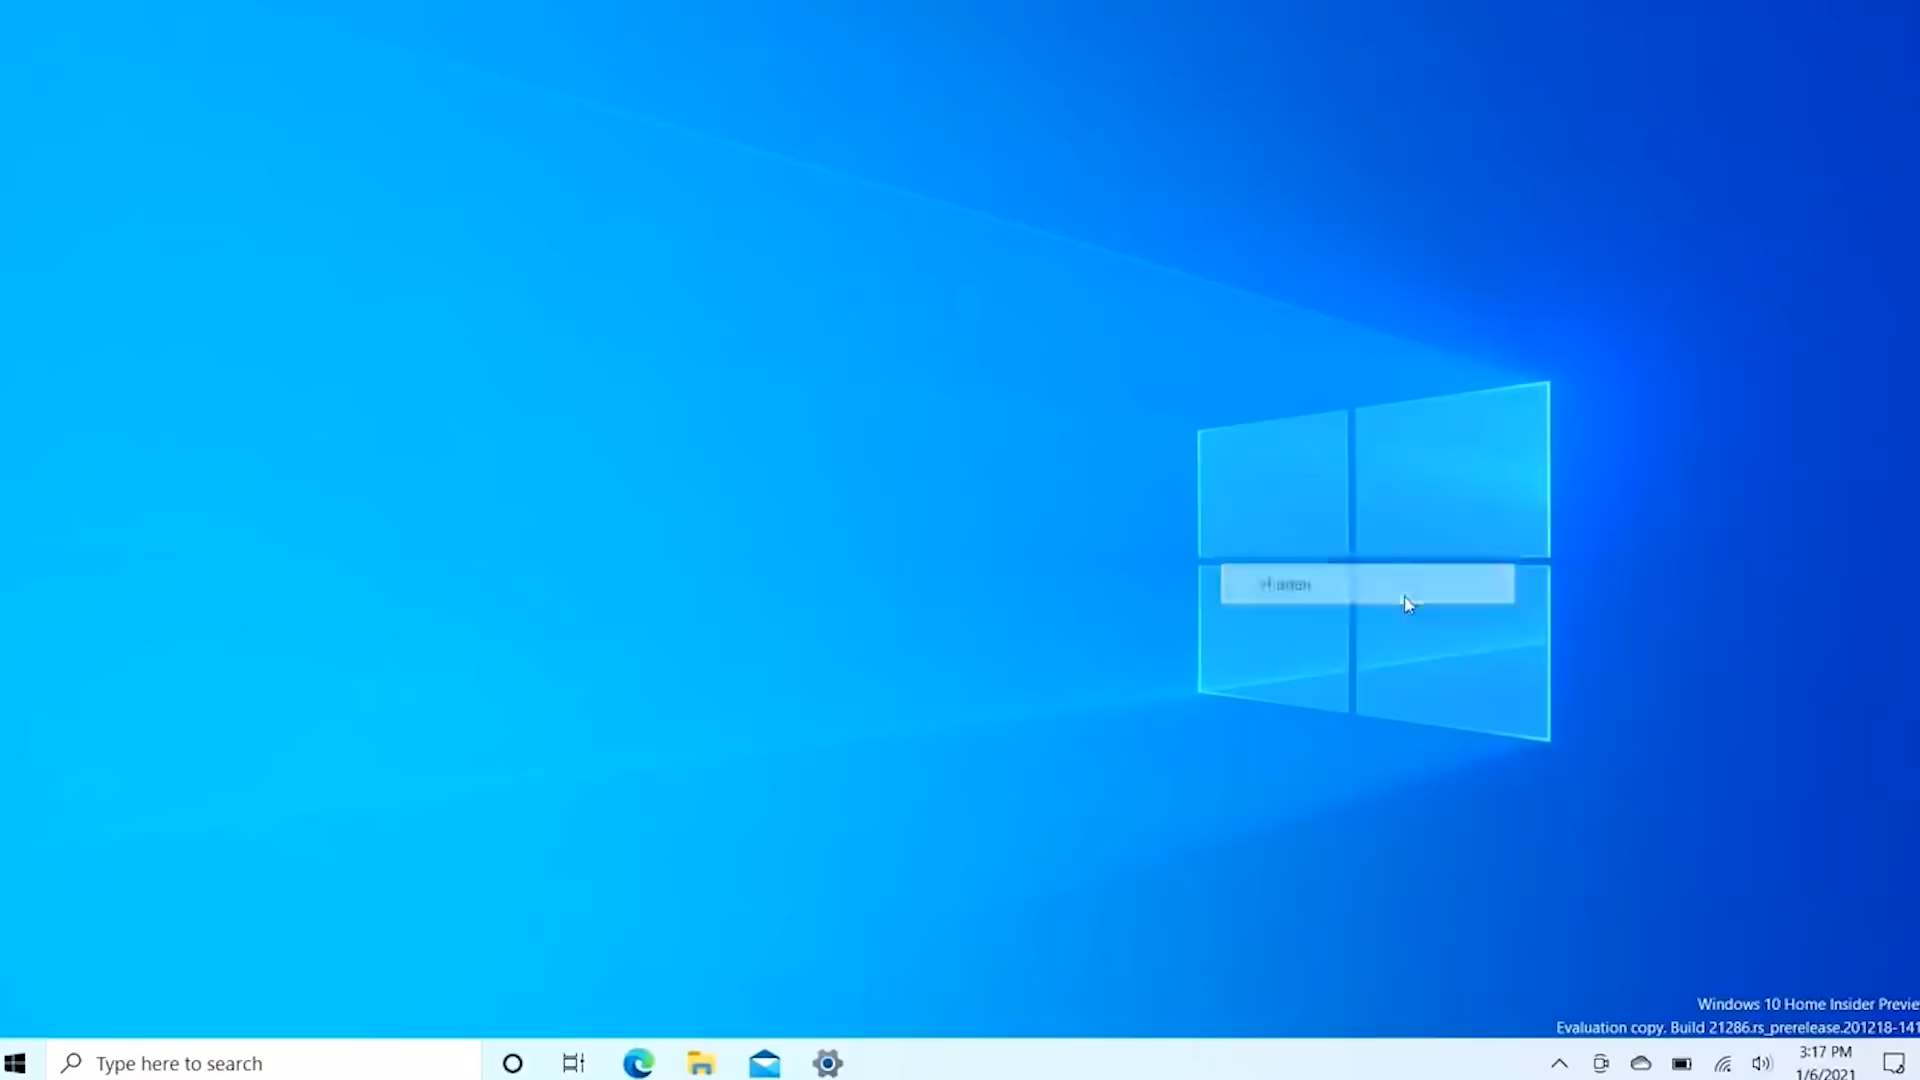 Windows 10 Home Insider Previe
Evaluation copy. Build 21286.rs_prerelease.201218-141
Type here to search
3:17 PM
1/6/2021